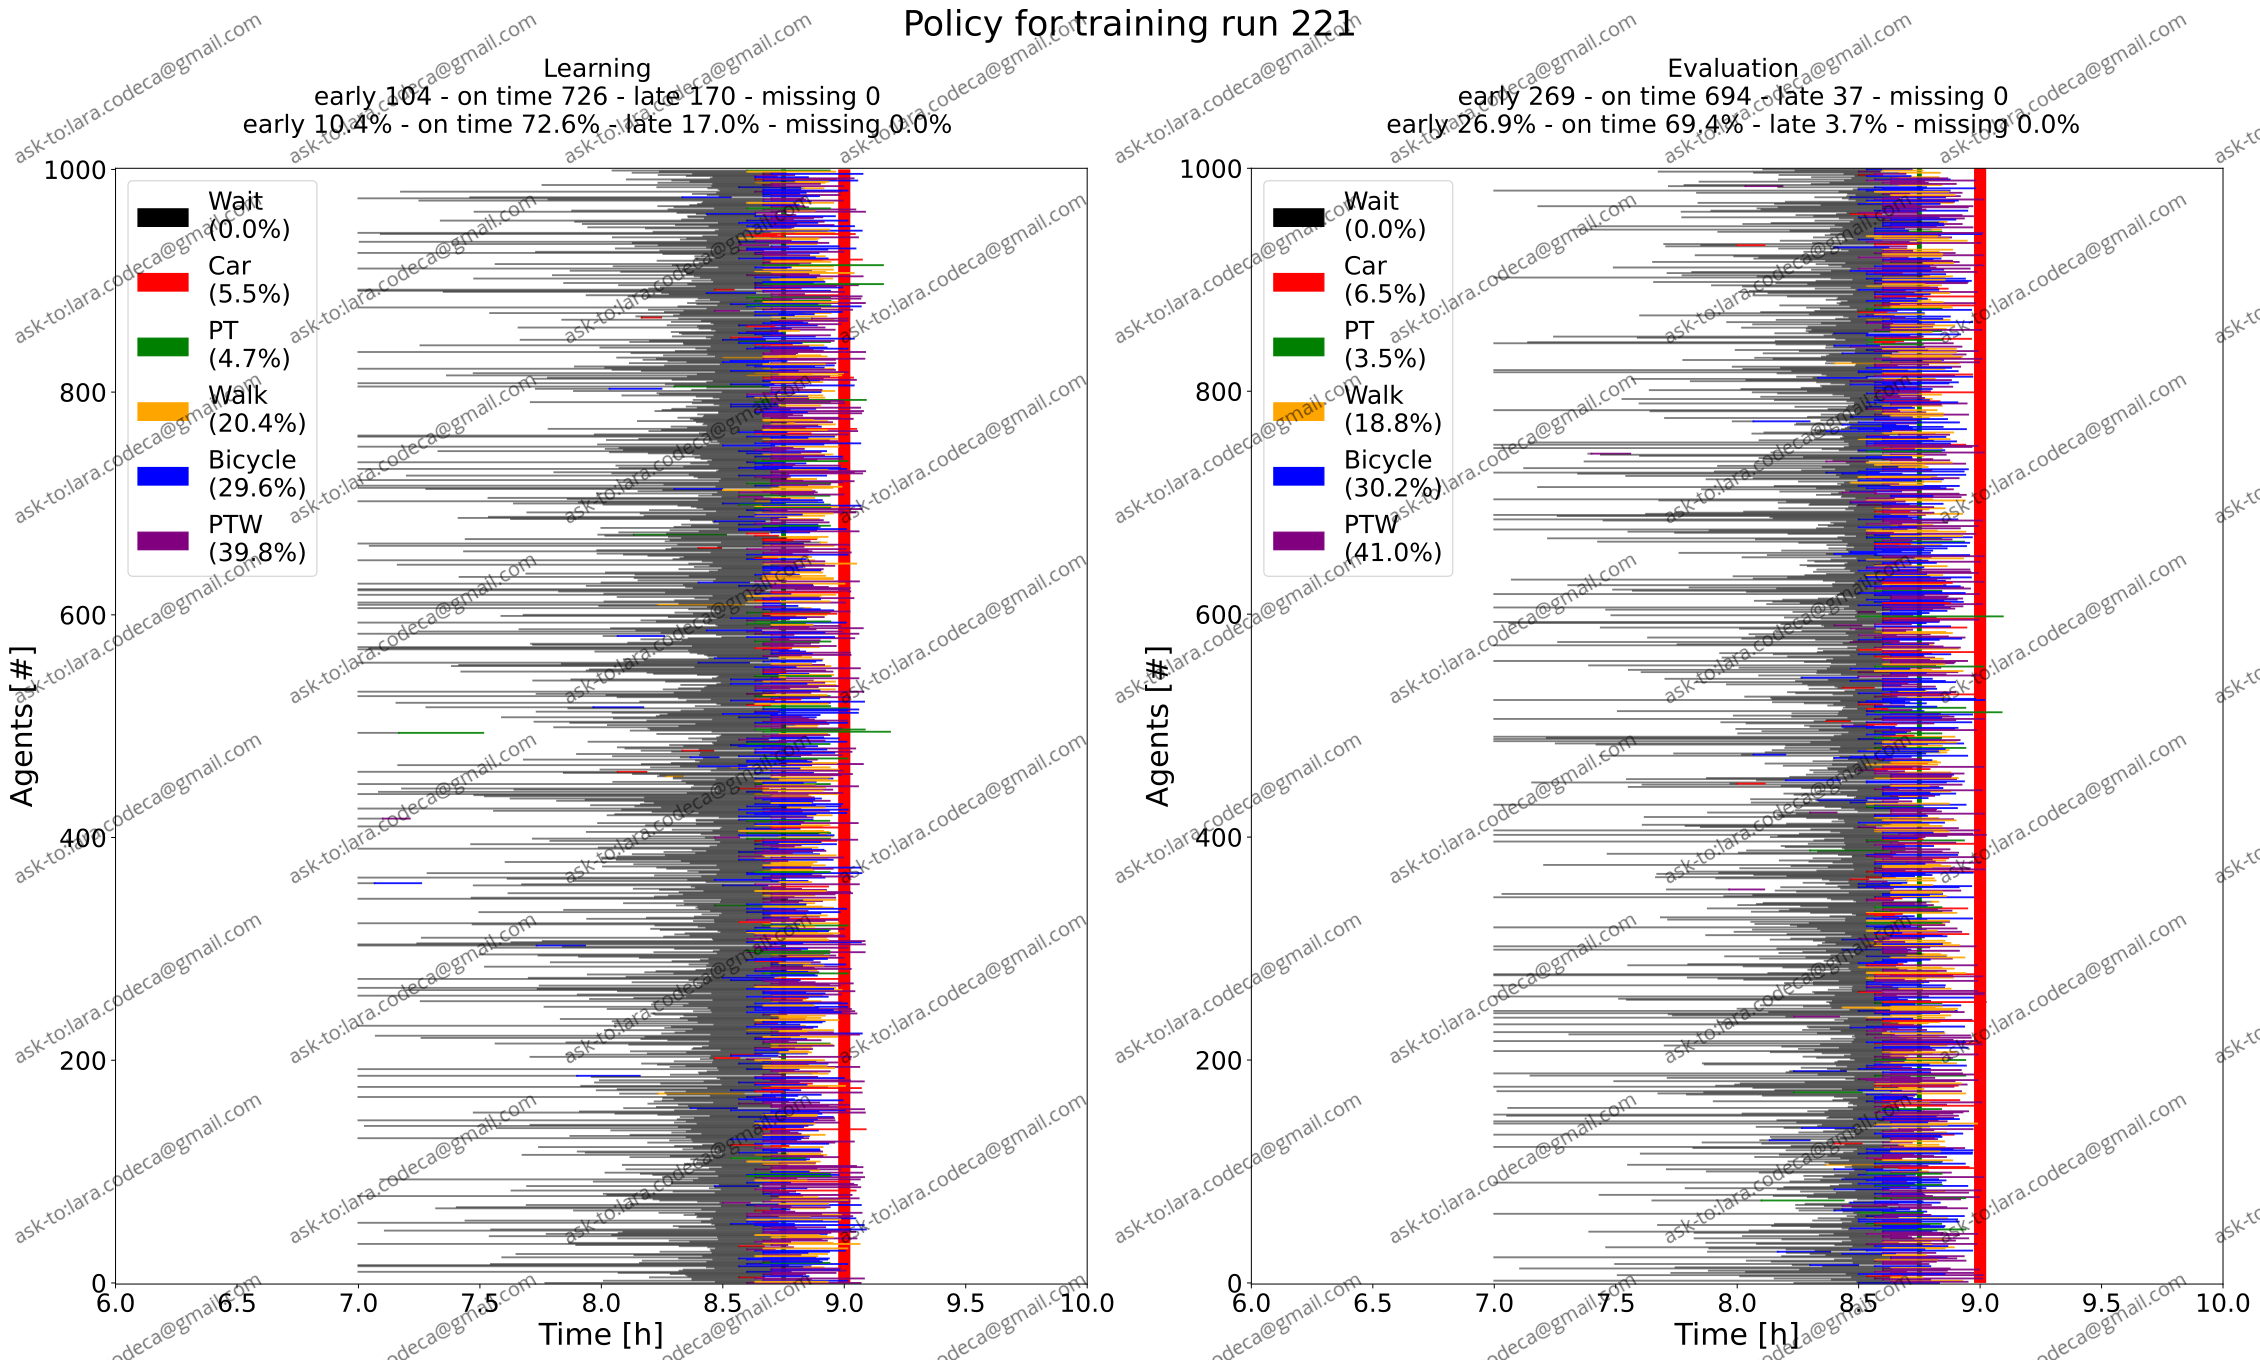 Policy for training run 221
Learning
early 104 - on time 726 - late 170 - missing 0
early 10.4% - on time 72.6% - late 17.0% - missing 0.0%
1000
800
600
400
200
0
Agents [#]
Wait
(0.0%)
Car
(5.5%)
PT
(4.7%)
Walk
(20.4%)
Bicycle
(29.6%)
PTW
(39.8%)
6.0 6.5 7.0 7.5 8.0 8.5 9.0 9.5 10.0
Time [h]
Evaluation
early 269 - on time 694 - late 37 - missing 0
early 26.9% - on time 69.4% - late 3.7% - missing 0.0%
1000
800
600
400
200
0
Agents [#]
Wait
(0.0%)
Car
(6.5%)
PT
(3.5%)
Walk
(18.8%)
Bicycle
(30.2%)
PTW
(41.0%)
6.0 6.5 7.0 7.5 8.0 8.5 9.0 9.5 10.0
Time [h]
ask-to:lara.codeca@gmail.com